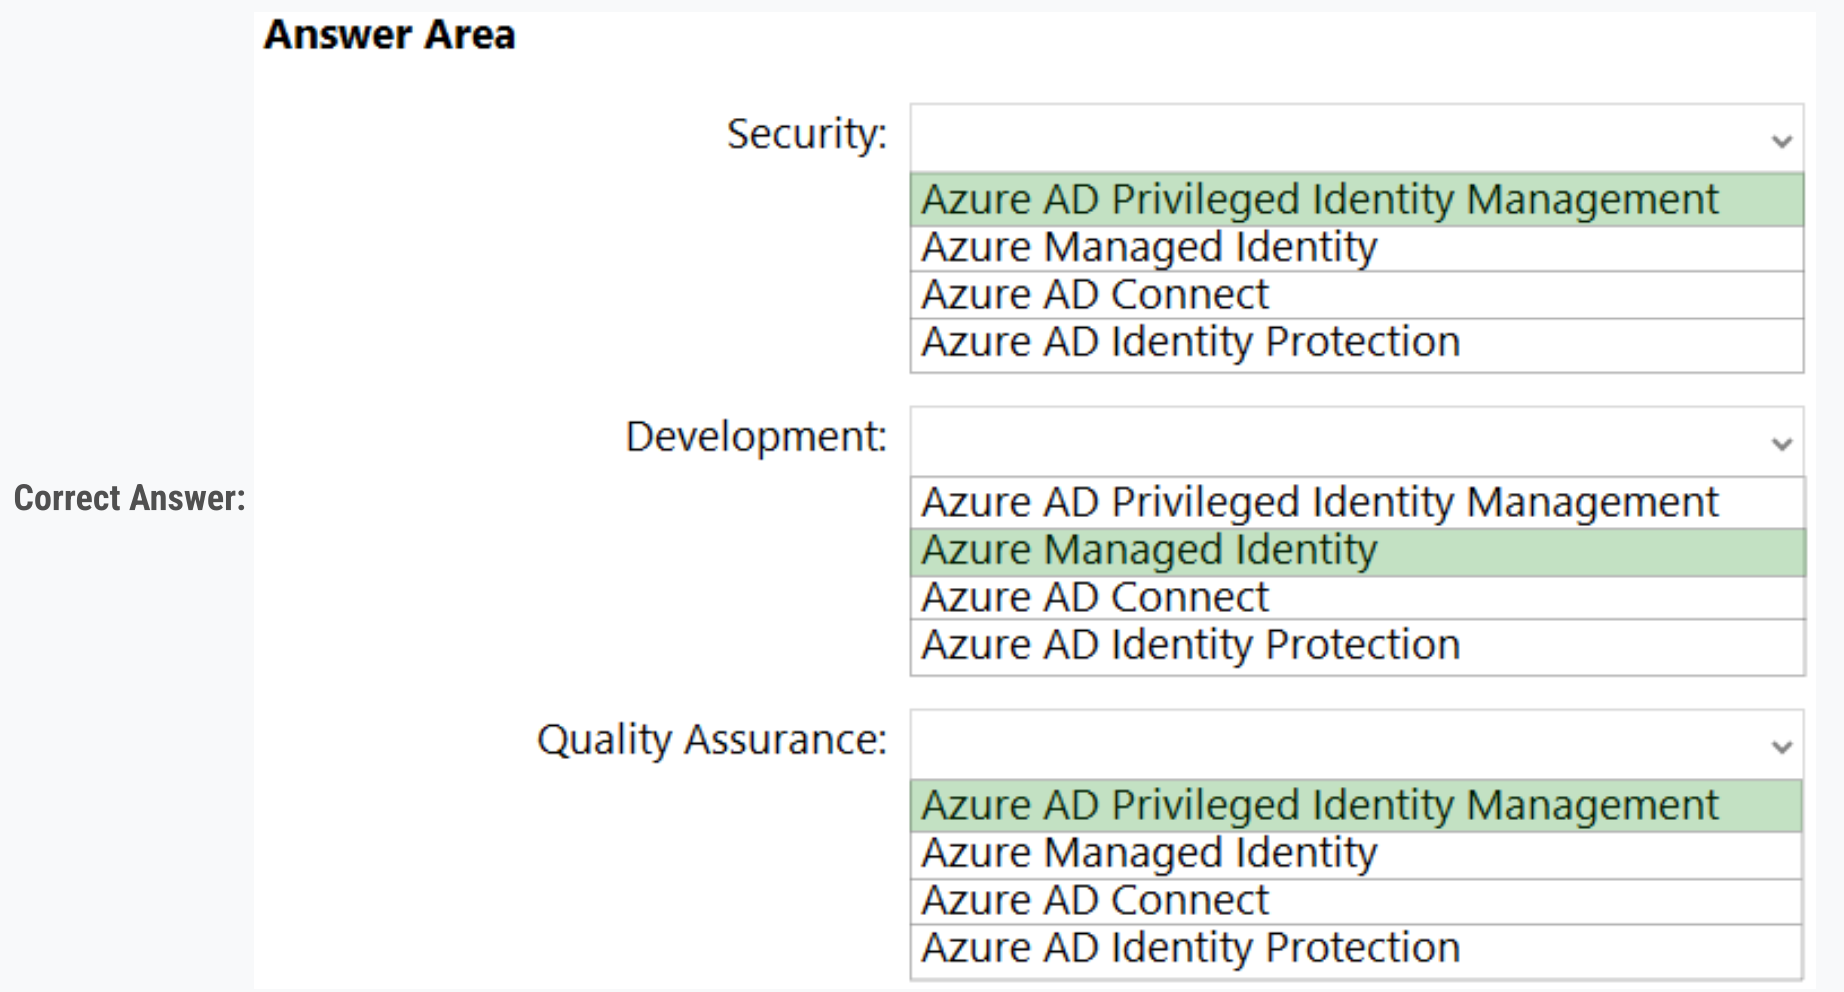 Answer Area
Security:
Azure AD Privileged Identity Management
Azure Managed Identity
Azure AD Connect
Azure AD Identity Protection
Development:
Correct Answer:
Azure AD Privileged Identity Management
Azure Managed Identity
Azure AD Connect
Azure AD Identity Protection
Quality Assurance:
Azure AD Privileged Identity Management
Azure Managed Identity
Azure AD Connect
Azure AD Identity Protection